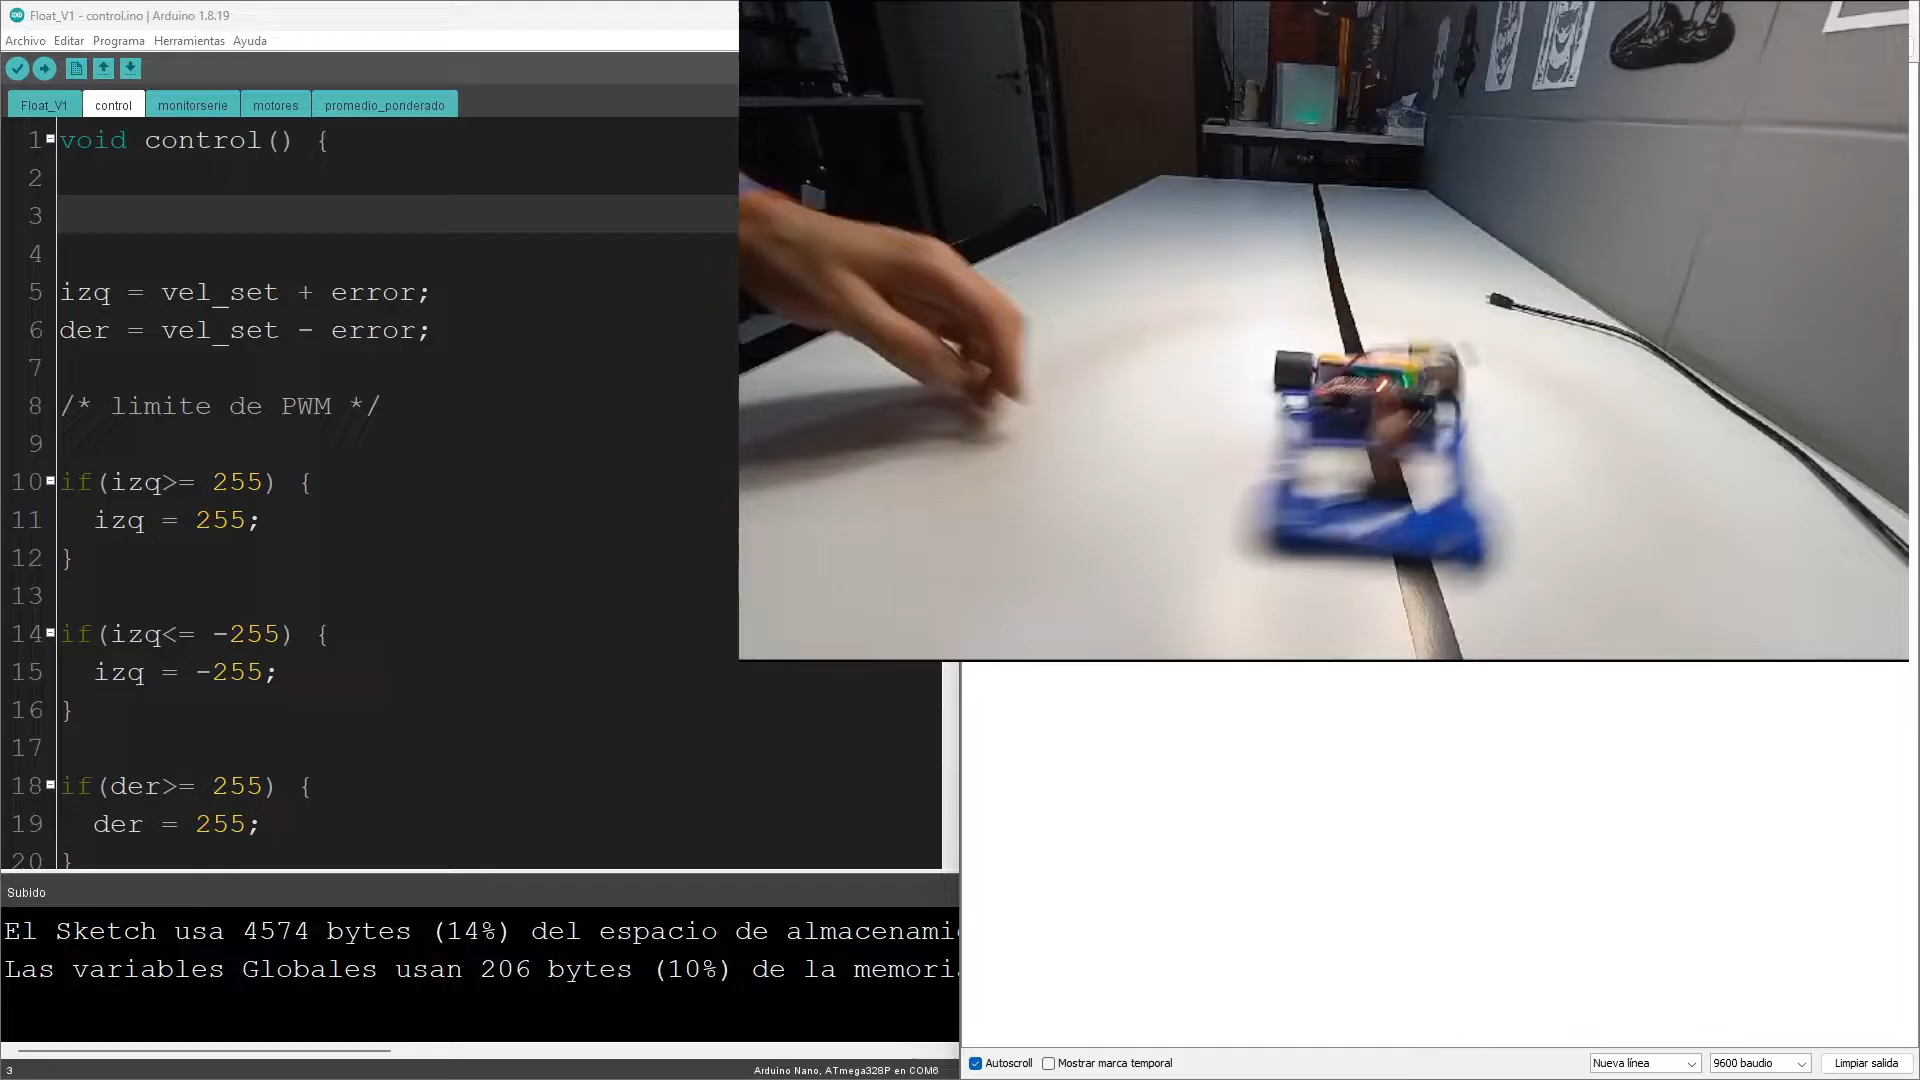 Float_V1 - control.ino | Arduino 1.8.19
Archivo Editar Programa Herramientas Ayuda
Float_V1 control monitorserie motores promedio_ponderado
1 void control() {
2
3
4
5 izq = vel_set + error;
6 der = vel_set - error;
7
8 /* limite de PWM */
9
10 if(izq>= 255) {
11 izq = 255;
12 }
13
14 if(izq<= -255) {
15 izq = -255;
16 }
17
18 if(der>= 255) {
19 der = 255;
20 }
Subido
El Sketch usa 4574 bytes (14%) del espacio de almacenami
Las variables Globales usan 206 bytes (10%) de la memori
3 Arduino Nano, ATmega328P en COM6
Autoscroll Mostrar marca temporal Nueva línea 9600 baudio Limpiar salida